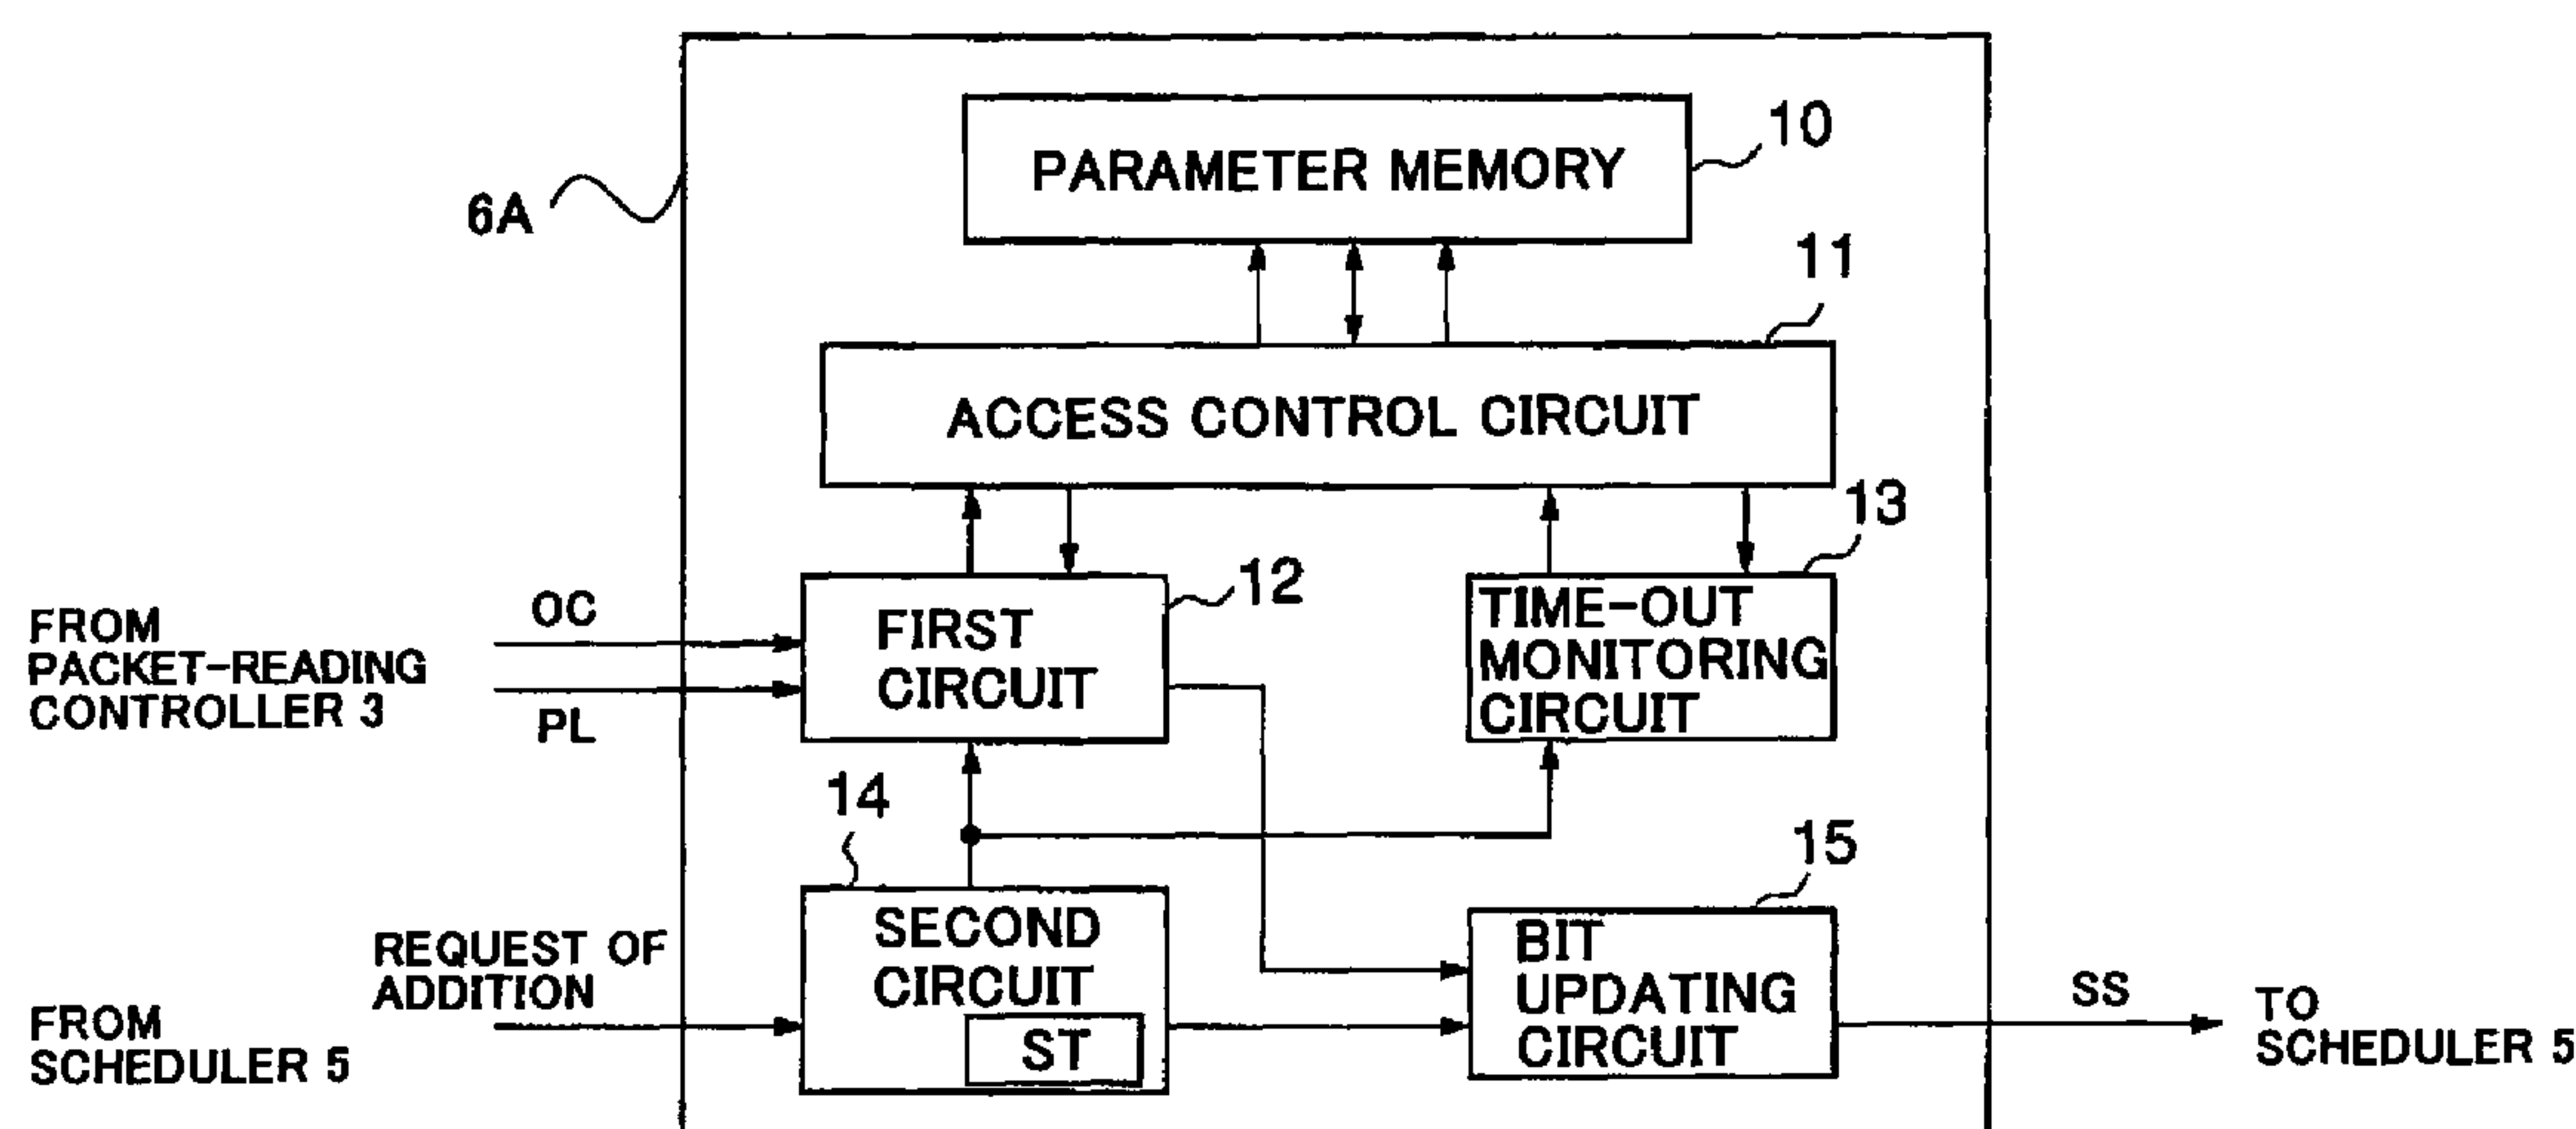 PARAMETER MEMORY
10
6A
11
ACCESS CONTROL CIRCUIT
13
12
FROM
PACKET-READING
CONTROLLER 3
OC
PL
FIRST
CIRCUIT
TIME-OUT
MONITORING
CIRCUIT
14
15
REQUEST OF
ADDITION
FROM
SCHEDULER 5
SECOND
CIRCUIT
ST
BIT
UPDATING
CIRCUIT
SS
TO
SCHEDULER 5